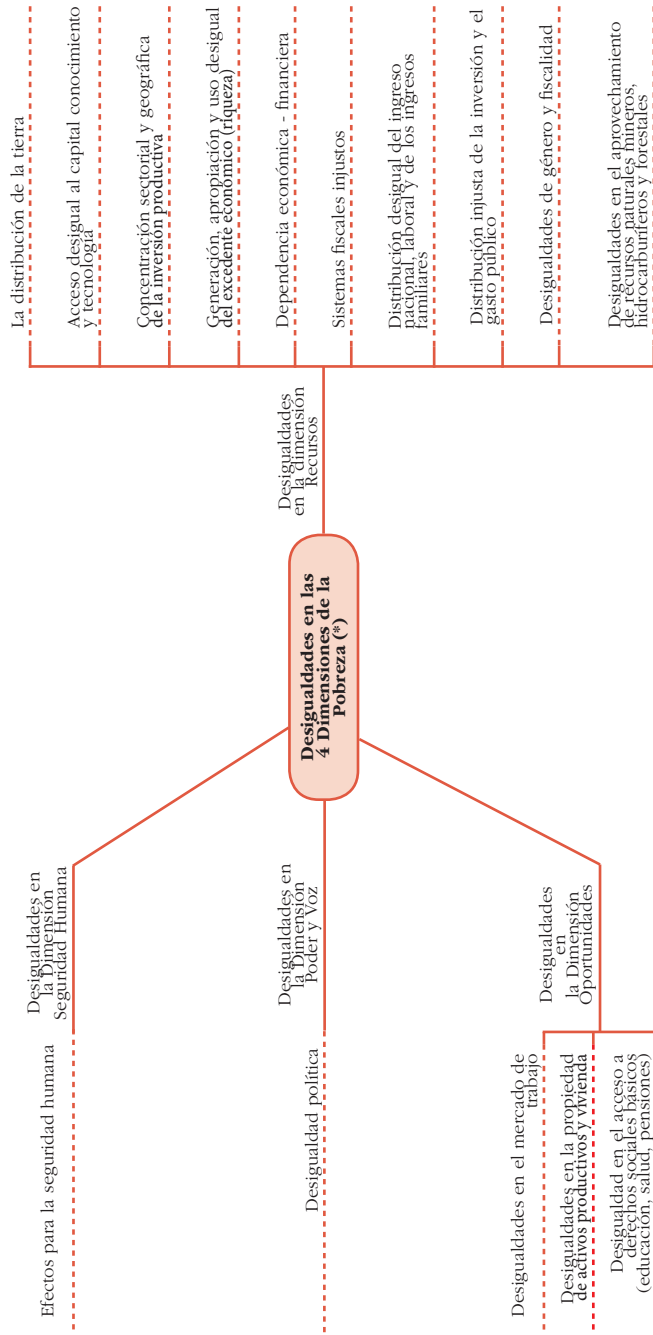 Desigualdades en las
4 Dimensiones de la
Pobreza (*)
Desigualdades en
la Dimensión
Seguridad Humana
Efectos para la seguridad humana
Desigualdades en
la Dimensión
Poder y Voz
Desigualdad política
Desigualdades
en
la Dimensión
Oportunidades
Desigualdades en el mercado de
trabajo
Desigualdades en la propiedad
de activos productivos y vivienda
Desigualdad en el acceso a
derechos sociales básicos
(educación, salud, pensiones)
Desigualdades
en la dimensión
Recursos
La distribución de la tierra
Acceso desigual al capital conocimiento
y tecnología
Concentración sectorial y geográfica
de la inversión productiva
Generación, apropiación y uso desigual
del excedente económico (riqueza)
Dependencia económica - financiera
Sistemas fiscales injustos
Distribución desigual del ingreso
nacional, laboral y de los ingresos
familiares
Distribución injusta de la inversión y el
gasto público
Desigualdades de género y fiscalidad
Desigualdades en el aprovechamiento
de recursos naturales mineros,
hidrocarburíferos y forestales